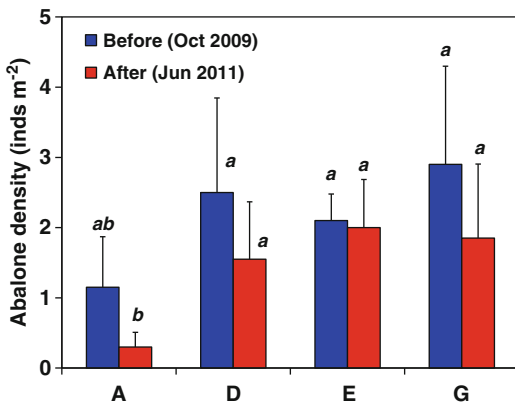 Abalone density (inds m⁻²)
5
4
3
2
1
0
Before (Oct 2009)
After (Jun 2011)
ab
b
a
a
a
a
a
a
A D E G